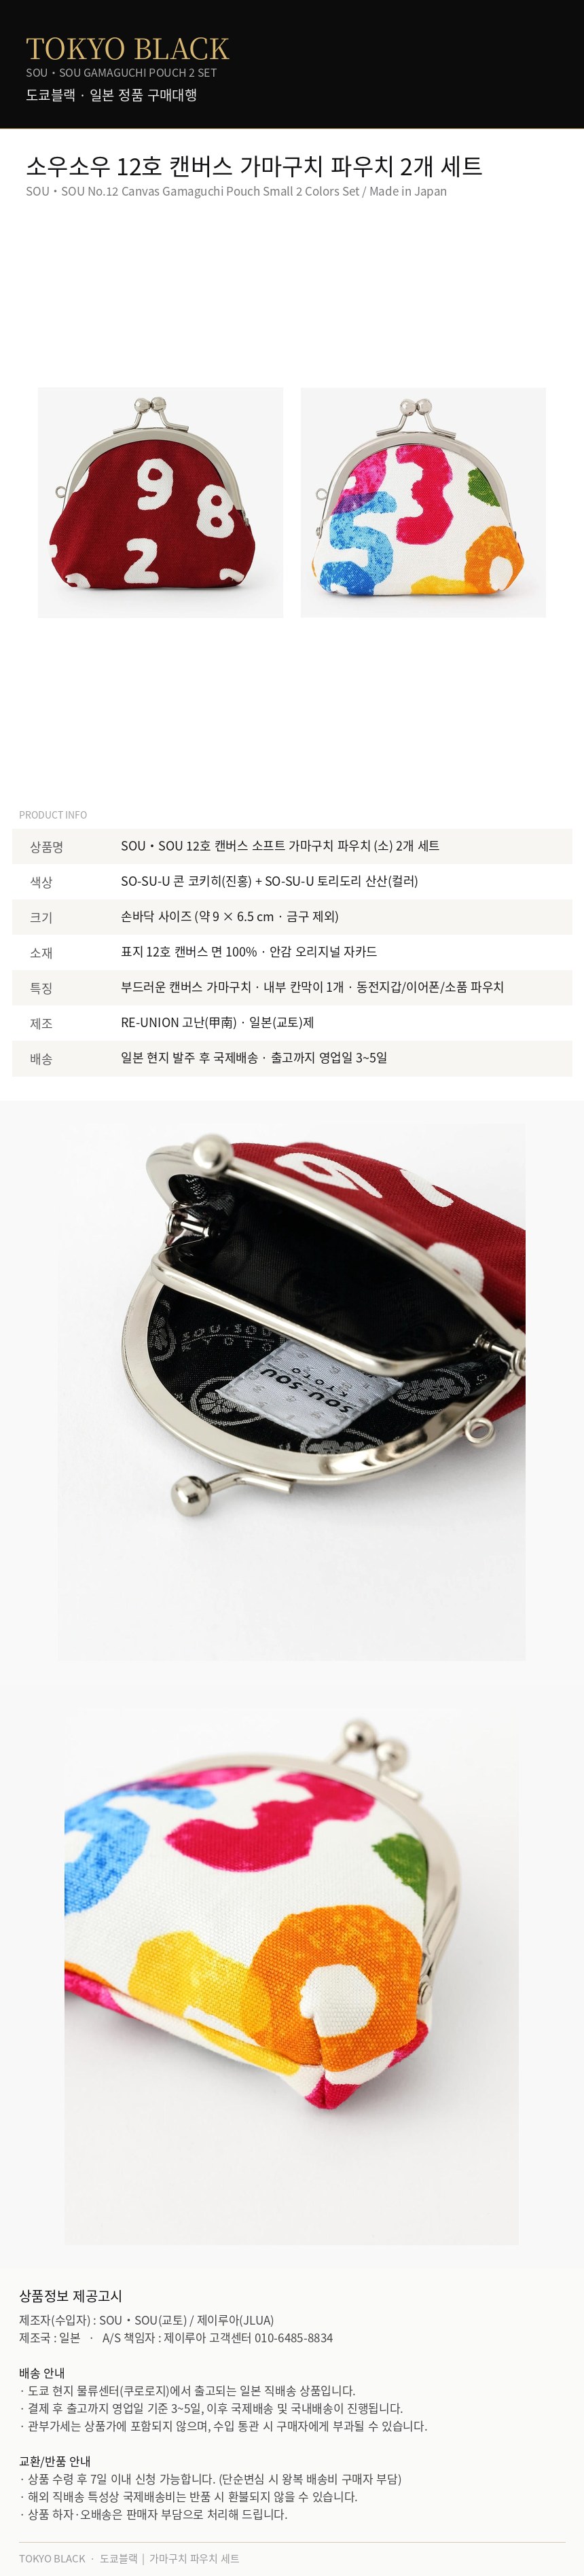 TOKYO BLACK
SOU・SOU GAMAGUCHI POUCH 2 SET
도쿄블랙 · 일본 정품 구매대행
소우소우 12호 캔버스 가마구치 파우치 2개 세트
SOU・SOU No.12 Canvas Gamaguchi Pouch Small 2 Colors Set / Made in Japan
9
8
2
3
5
PRODUCT INFO
상품명 SOU・SOU 12호 캔버스 소프트 가마구치 파우치 (소) 2개 세트
색상 SO-SU-U 콘 코키히(진홍) + SO-SU-U 토리도리 산산(컬러)
크기 손바닥 사이즈 (약 9 × 6.5 cm · 금구 제외)
소재 표지 12호 캔버스 면 100% · 안감 오리지널 자카드
특징 부드러운 캔버스 가마구치 · 내부 칸막이 1개 · 동전지갑/이어폰/소품 파우치
제조 RE-UNION 고난(甲南) · 일본(교토)제
배송 일본 현지 발주 후 국제배송 · 출고까지 영업일 3~5일
SOU・SOU
KYOTO
SOU・SOU
KYOTO
상품정보 제공고시
제조자(수입자) : SOU・SOU(교토) / 제이루아(JLUA)
제조국 : 일본 · A/S 책임자 : 제이루아 고객센터 010-6485-8834
배송 안내
· 도쿄 현지 물류센터(쿠로로지)에서 출고되는 일본 직배송 상품입니다.
· 결제 후 출고까지 영업일 기준 3~5일, 이후 국제배송 및 국내배송이 진행됩니다.
· 관부가세는 상품가에 포함되지 않으며, 수입 통관 시 구매자에게 부과될 수 있습니다.
교환/반품 안내
· 상품 수령 후 7일 이내 신청 가능합니다. (단순변심 시 왕복 배송비 구매자 부담)
· 해외 직배송 특성상 국제배송비는 반품 시 환불되지 않을 수 있습니다.
· 상품 하자·오배송은 판매자 부담으로 처리해 드립니다.
TOKYO BLACK · 도쿄블랙 | 가마구치 파우치 세트